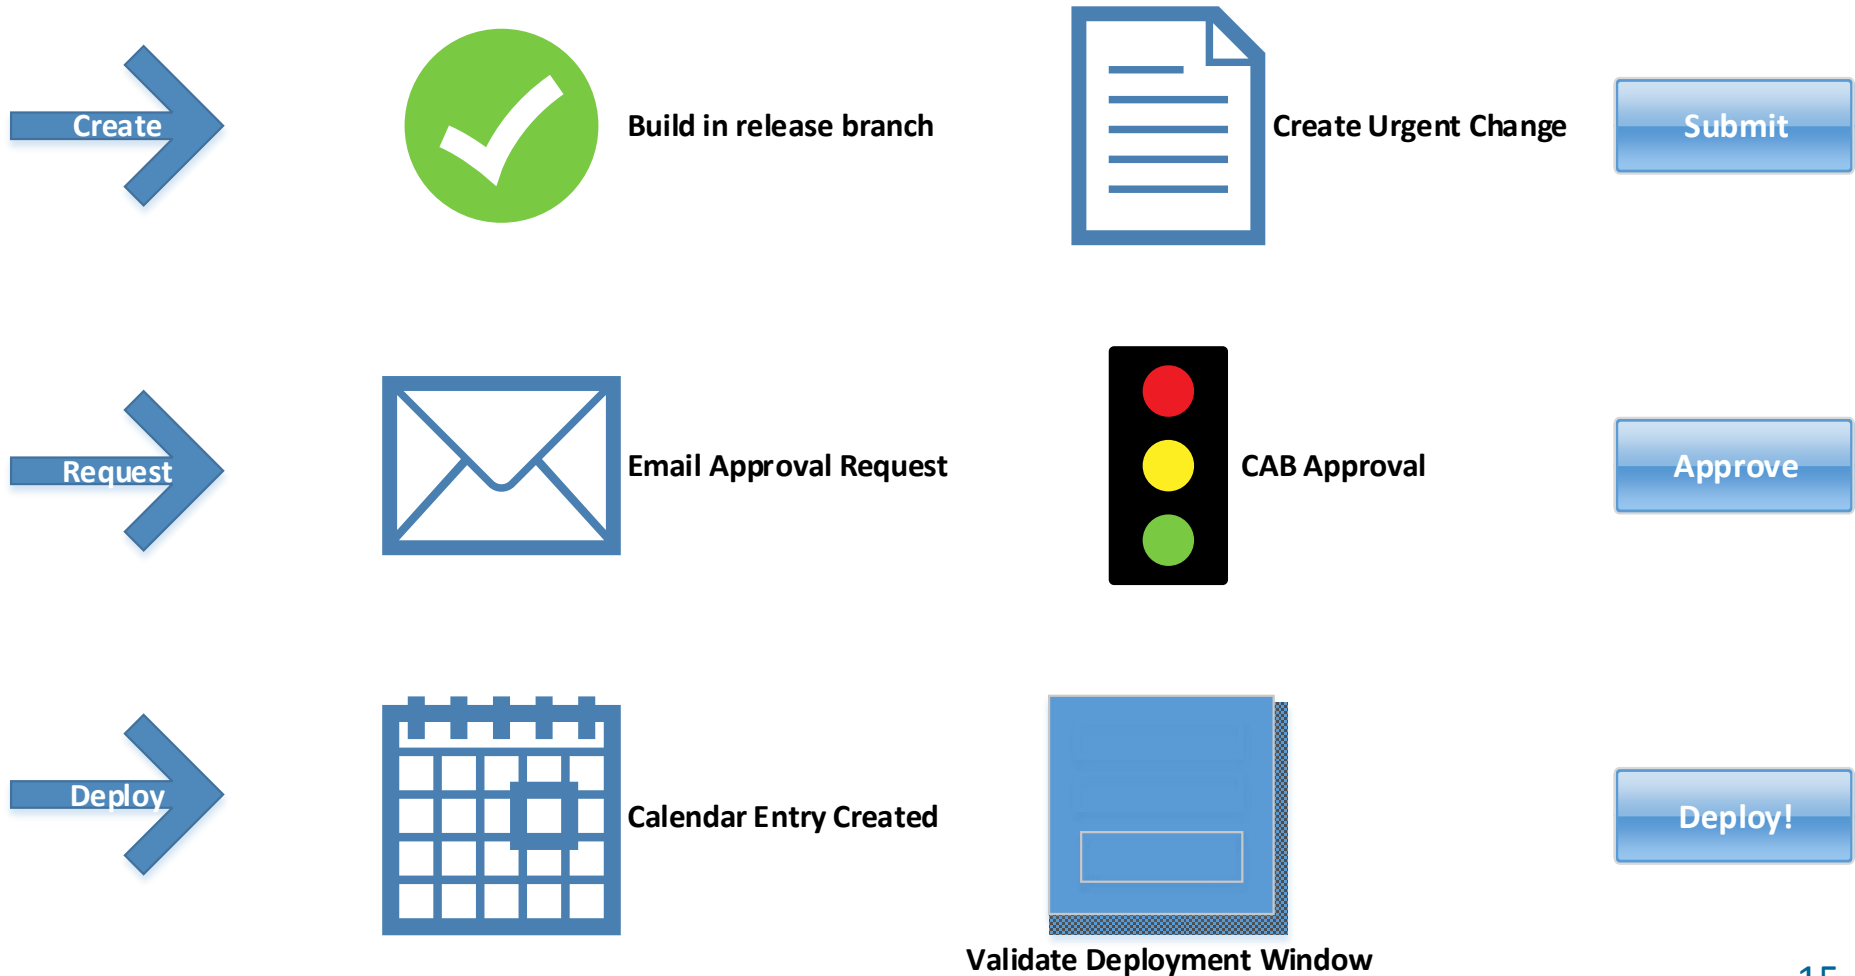 Create
Build in release branch
Create Urgent Change
Submit
Request
Email Approval Request
CAB Approval
Approve
Deploy
Calendar Entry Created
Validate Deployment Window
Deploy!
15